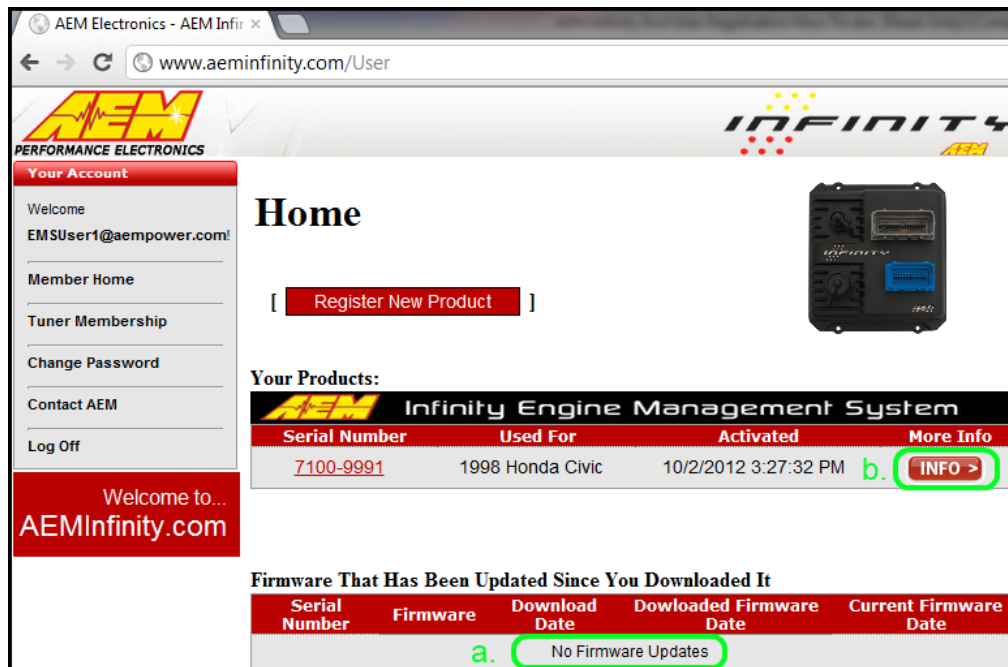 AEM Electronics - AEM Infir ×
www.aeminfinity.com/User
AEM
PERFORMANCE ELECTRONICS
INFINITY
AEM
Your Account
Welcome
EMSUser1@aempower.com!
Member Home
Tuner Membership
Change Password
Contact AEM
Log Off
Welcome to...
AEMInfinity.com
Home
[ Register New Product ]
INFINITY
Your Products:
AEM Infinity Engine Management System
Serial Number Used For Activated More Info
7100-9991 1998 Honda Civic 10/2/2012 3:27:32 PM b. INFO >
Firmware That Has Been Updated Since You Downloaded It
Serial Number Firmware Download Date Dowloaded Firmware Date Current Firmware Date
a. No Firmware Updates